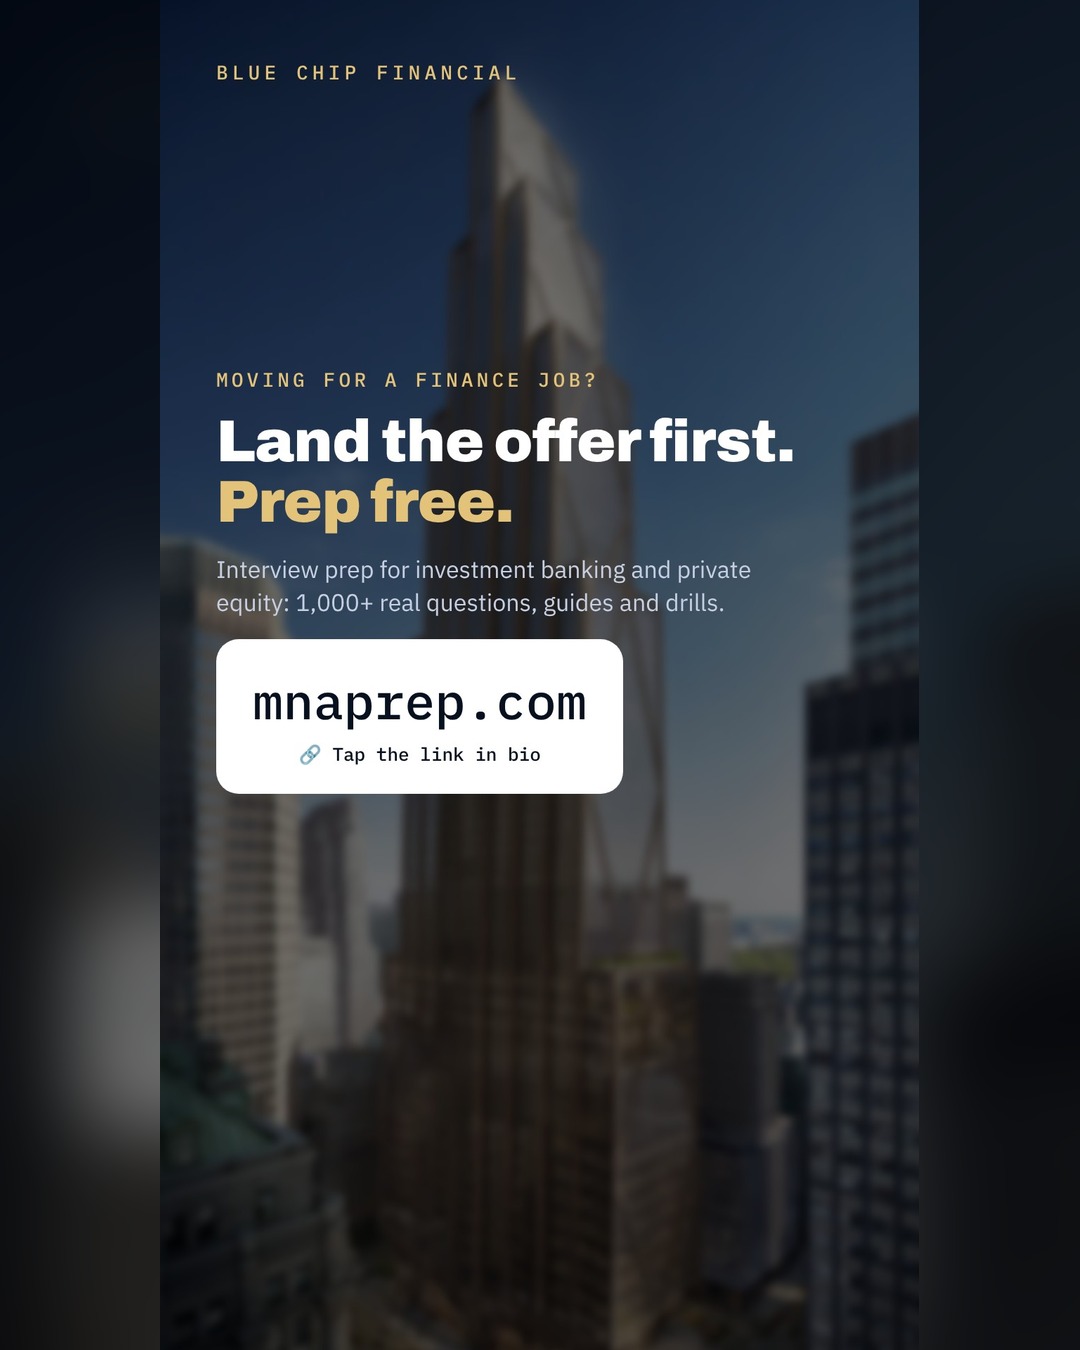 BLUE CHIP FINANCIAL
MOVING FOR A FINANCE JOB?
Land the offer first.
Prep free.
Interview prep for investment banking and private
equity: 1,000+ real questions, guides and drills.
mnaprep.com
🔗 Tap the link in bio